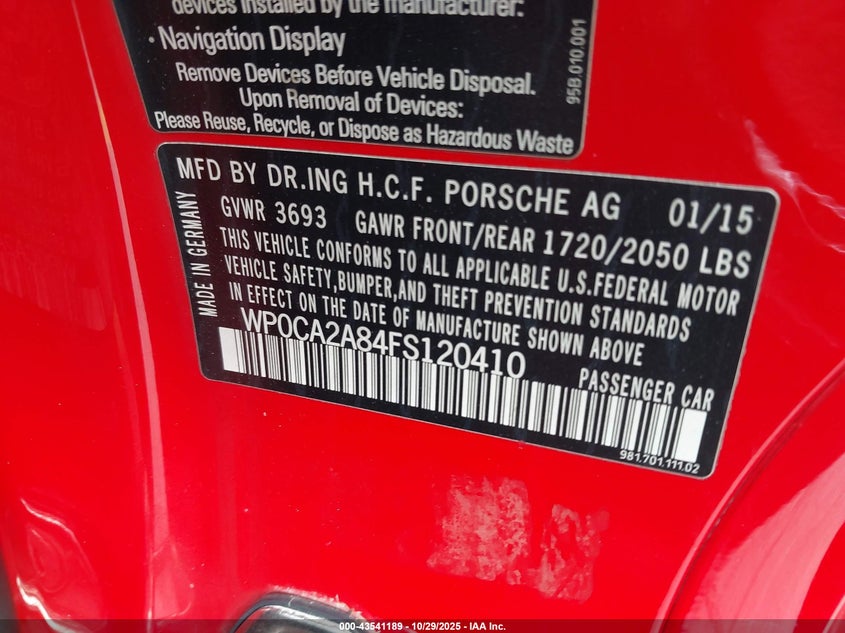 devices installed by the manufacturer:
· Navigation Display
Remove Devices Before Vehicle Disposal.
Upon Removal of Devices:
Please Reuse, Recycle, or Dispose as Hazardous Waste
95B.010.001
MFD BY DR.ING H.C.F. PORSCHE AG 01/15
GVWR 3693 GAWR FRONT/REAR 1720/2050 LBS
THIS VEHICLE CONFORMS TO ALL APPLICABLE U.S.FEDERAL MOTOR
VEHICLE SAFETY,BUMPER,AND THEFT PREVENTION STANDARDS
IN EFFECT ON THE DATE OF MANUFACTURE SHOWN ABOVE
WP0CA2A84FS120410
PASSENGER CAR
MADE IN GERMANY
981.701.111.02
000-43541189 - 10/29/2025 - IAA Inc.